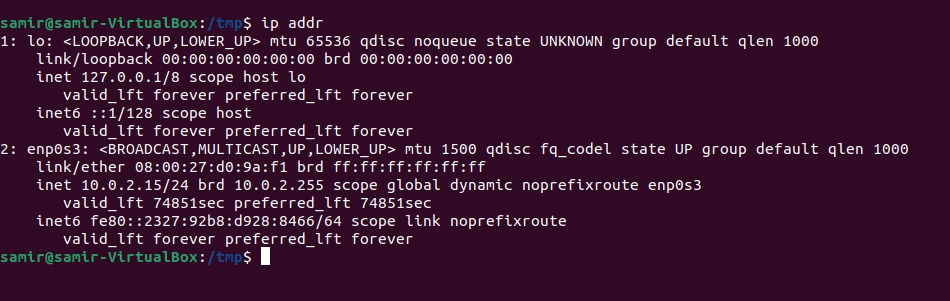 samir@samir-VirtualBox:/tmp$ ip addr
1: lo: <LOOPBACK,UP,LOWER_UP> mtu 65536 qdisc noqueue state UNKNOWN group default qlen 1000
    link/loopback 00:00:00:00:00:00 brd 00:00:00:00:00:00
    inet 127.0.0.1/8 scope host lo
       valid_lft forever preferred_lft forever
    inet6 ::1/128 scope host
       valid_lft forever preferred_lft forever
2: enp0s3: <BROADCAST,MULTICAST,UP,LOWER_UP> mtu 1500 qdisc fq_codel state UP group default qlen 1000
    link/ether 08:00:27:d0:9a:f1 brd ff:ff:ff:ff:ff:ff
    inet 10.0.2.15/24 brd 10.0.2.255 scope global dynamic noprefixroute enp0s3
       valid_lft 74851sec preferred_lft 74851sec
    inet6 fe80::2327:92b8:d928:8466/64 scope link noprefixroute
       valid_lft forever preferred_lft forever
samir@samir-VirtualBox:/tmp$